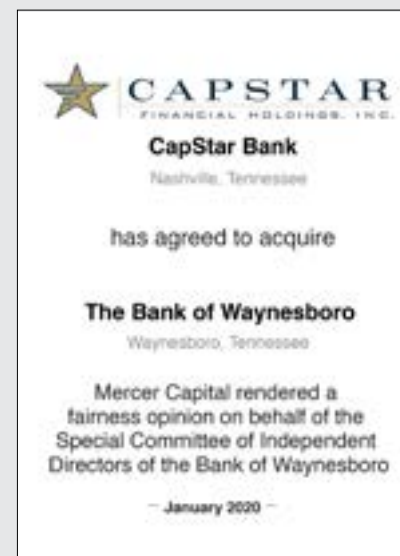 CAPSTAR
FINANCIAL HOLDINGS, INC.
CapStar Bank
Nashville, Tennessee
has agreed to acquire
The Bank of Waynesboro
Waynesboro, Tennessee
Mercer Capital rendered a
fairness opinion on behalf of the
Special Committee of Independent
Directors of the Bank of Waynesboro
– January 2020 –